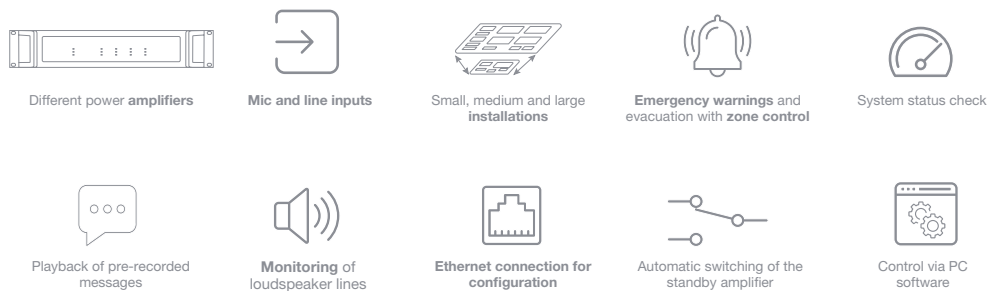 Different power amplifiers
Mic and line inputs
Small, medium and large
installations
Emergency warnings and
evacuation with zone control
System status check
Playback of pre-recorded
messages
Monitoring of
loudspeaker lines
Ethernet connection for
configuration
Automatic switching of the
standby amplifier
Control via PC
software